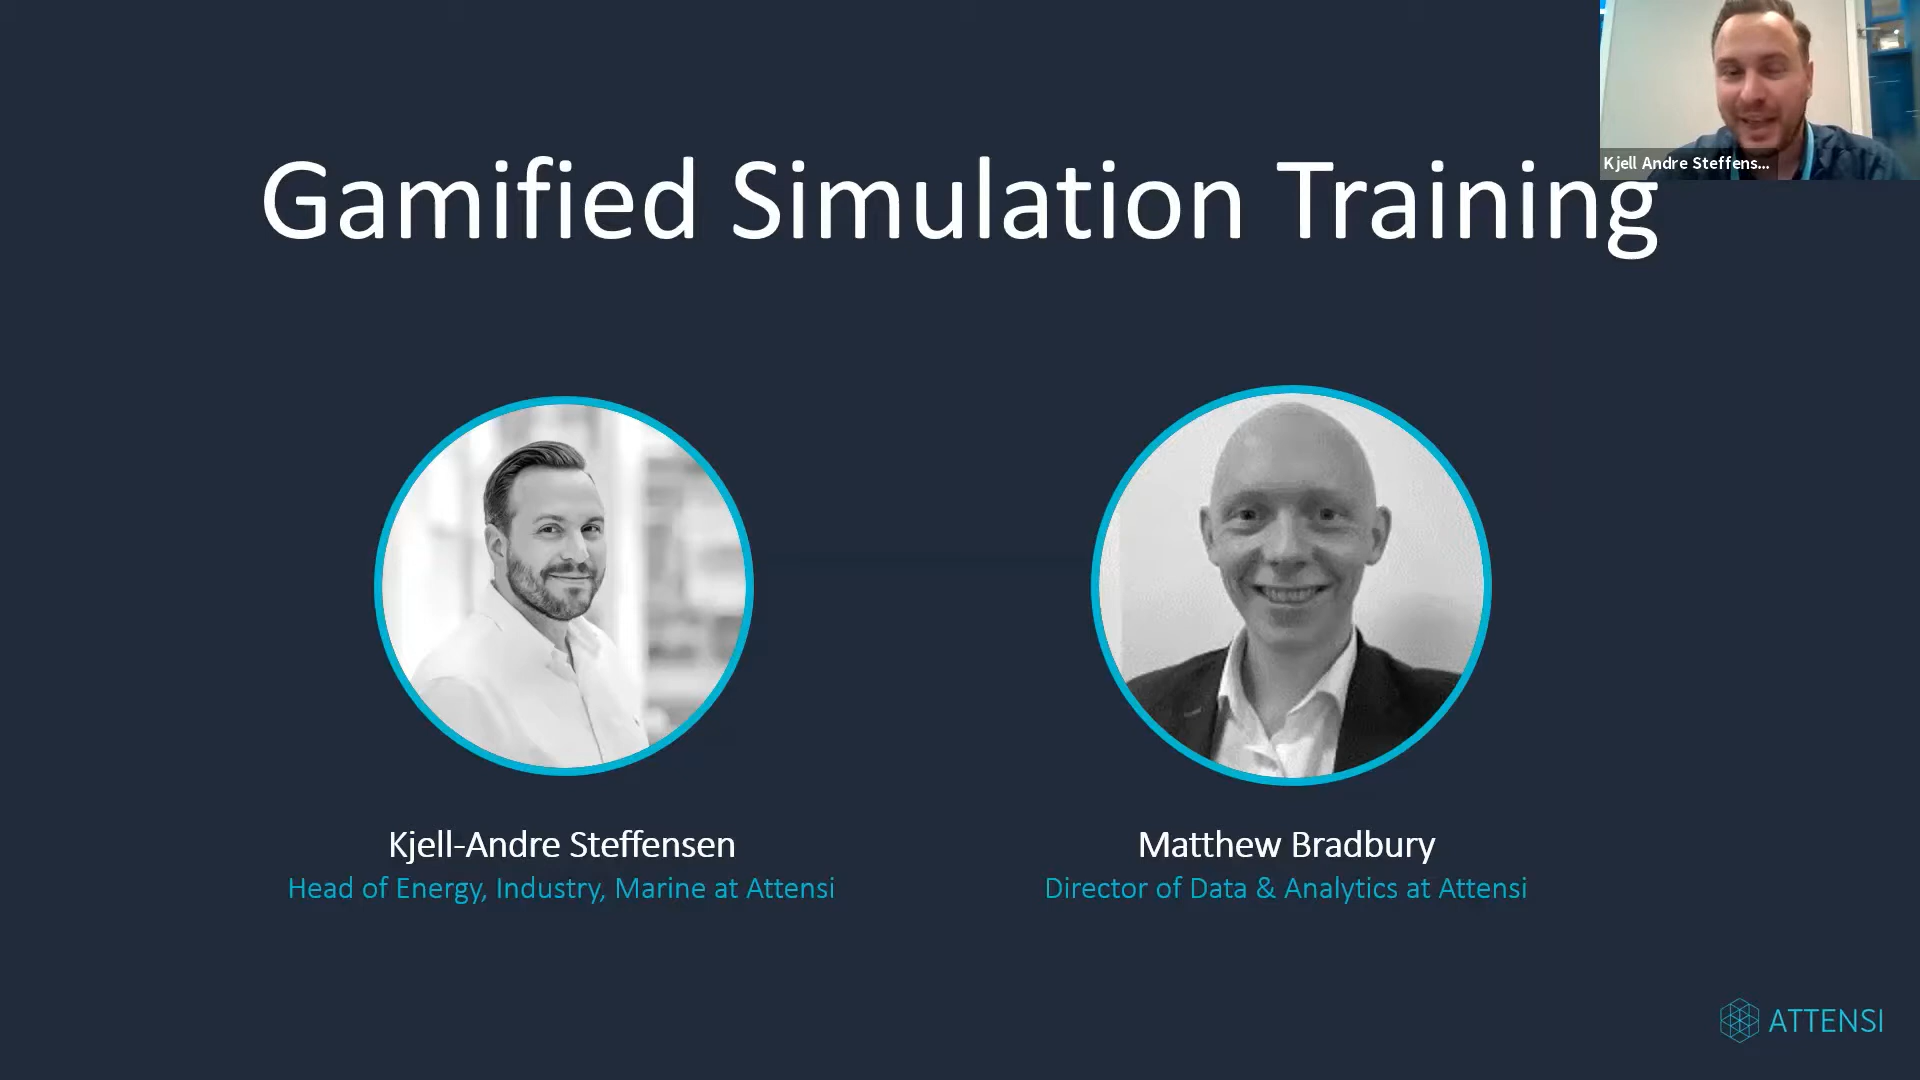 Kjell Andre Steffens...
Gamified Simulation Training
Kjell-Andre Steffensen
Head of Energy, Industry, Marine at Attensi
Matthew Bradbury
Director of Data & Analytics at Attensi
ATTENSI